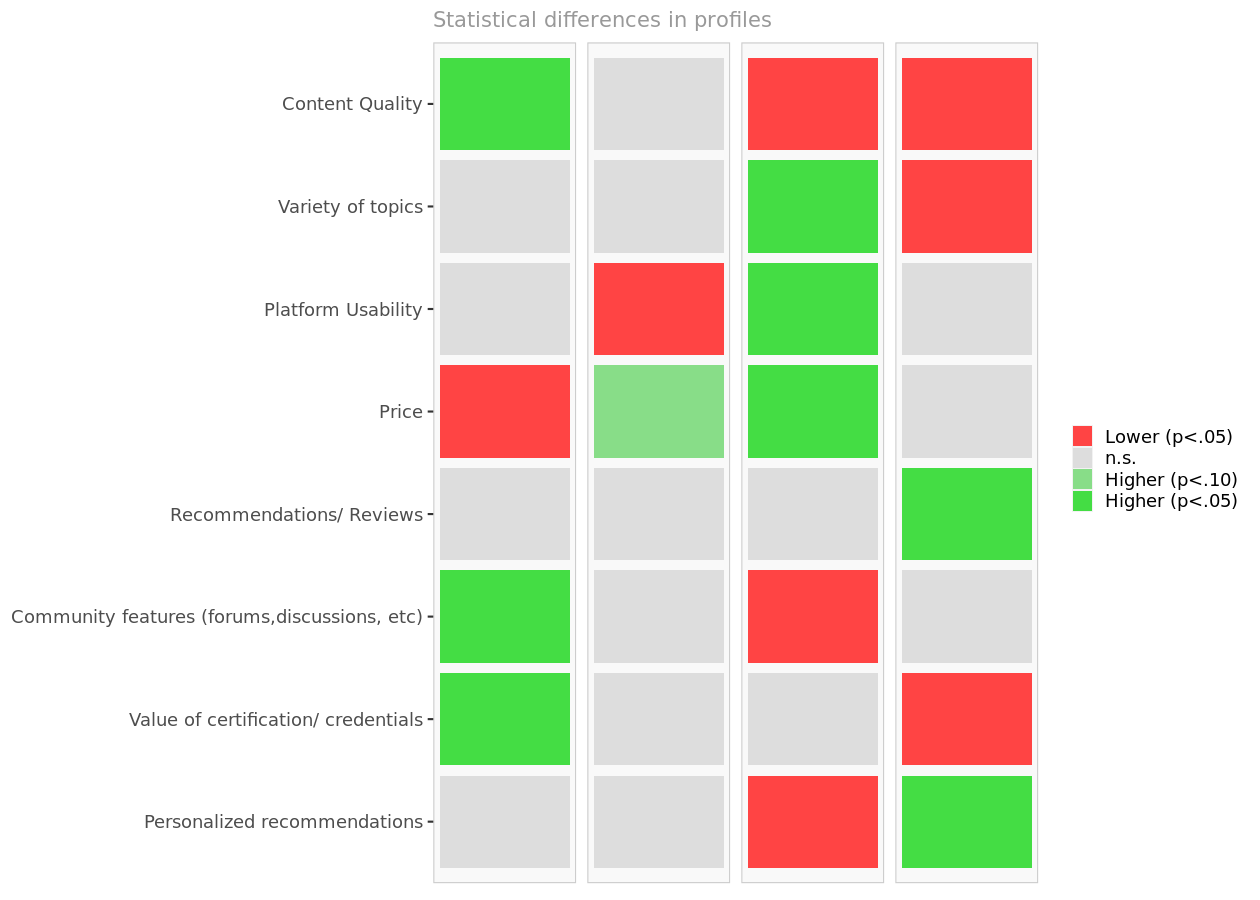 Statistical differences in profiles
Content Quality
Variety of topics
Platform Usability
Price
Recommendations/ Reviews
Community features (forums,discussions, etc)
Value of certification/ credentials
Personalized recommendations
Lower (p<.05)
n.s.
Higher (p<.10)
Higher (p<.05)